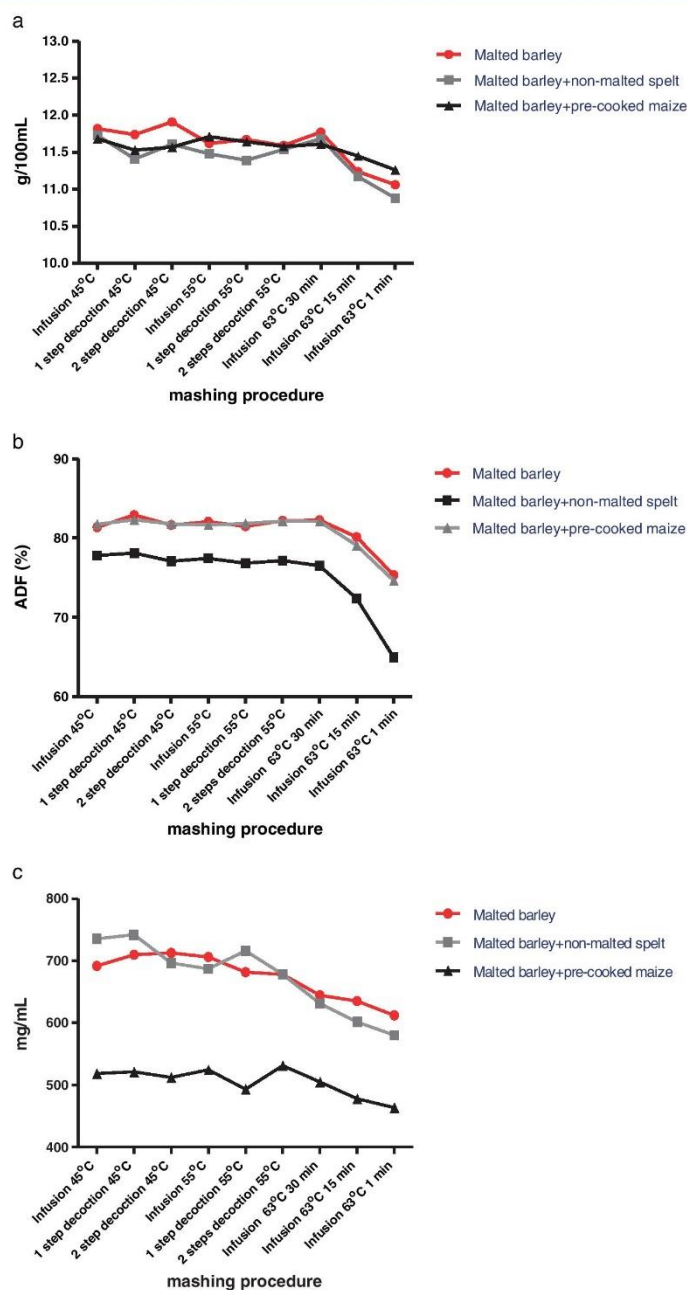 a
13.0
12.5
12.0
11.5
11.0
10.5
10.0
g/100mL
Malted barley
Malted barley+non-malted spelt
Malted barley+pre-cooked maize
Infusion 45°C
1 step decoction 45°C
2 step decoction 45°C
Infusion 55°C
1 step decoction 55°C
2 steps decoction 55°C
Infusion 63°C 30 min
Infusion 63°C 15 min
Infusion 63°C 1 min
mashing procedure
b
90
80
70
60
ADF (%)
Malted barley
Malted barley+non-malted spelt
Malted barley+pre-cooked maize
Infusion 45°C
1 step decoction 45°C
2 step decoction 45°C
Infusion 55°C
1 step decoction 55°C
2 steps decoction 55°C
Infusion 63°C 30 min
Infusion 63°C 15 min
Infusion 63°C 1 min
mashing procedure
c
800
700
600
500
400
mg/mL
Malted barley
Malted barley+non-malted spelt
Malted barley+pre-cooked maize
Infusion 45°C
1 step decoction 45°C
2 step decoction 45°C
Infusion 55°C
1 step decoction 55°C
2 steps decoction 55°C
Infusion 63°C 30 min
Infusion 63°C 15 min
Infusion 63°C 1 min
mashing procedure